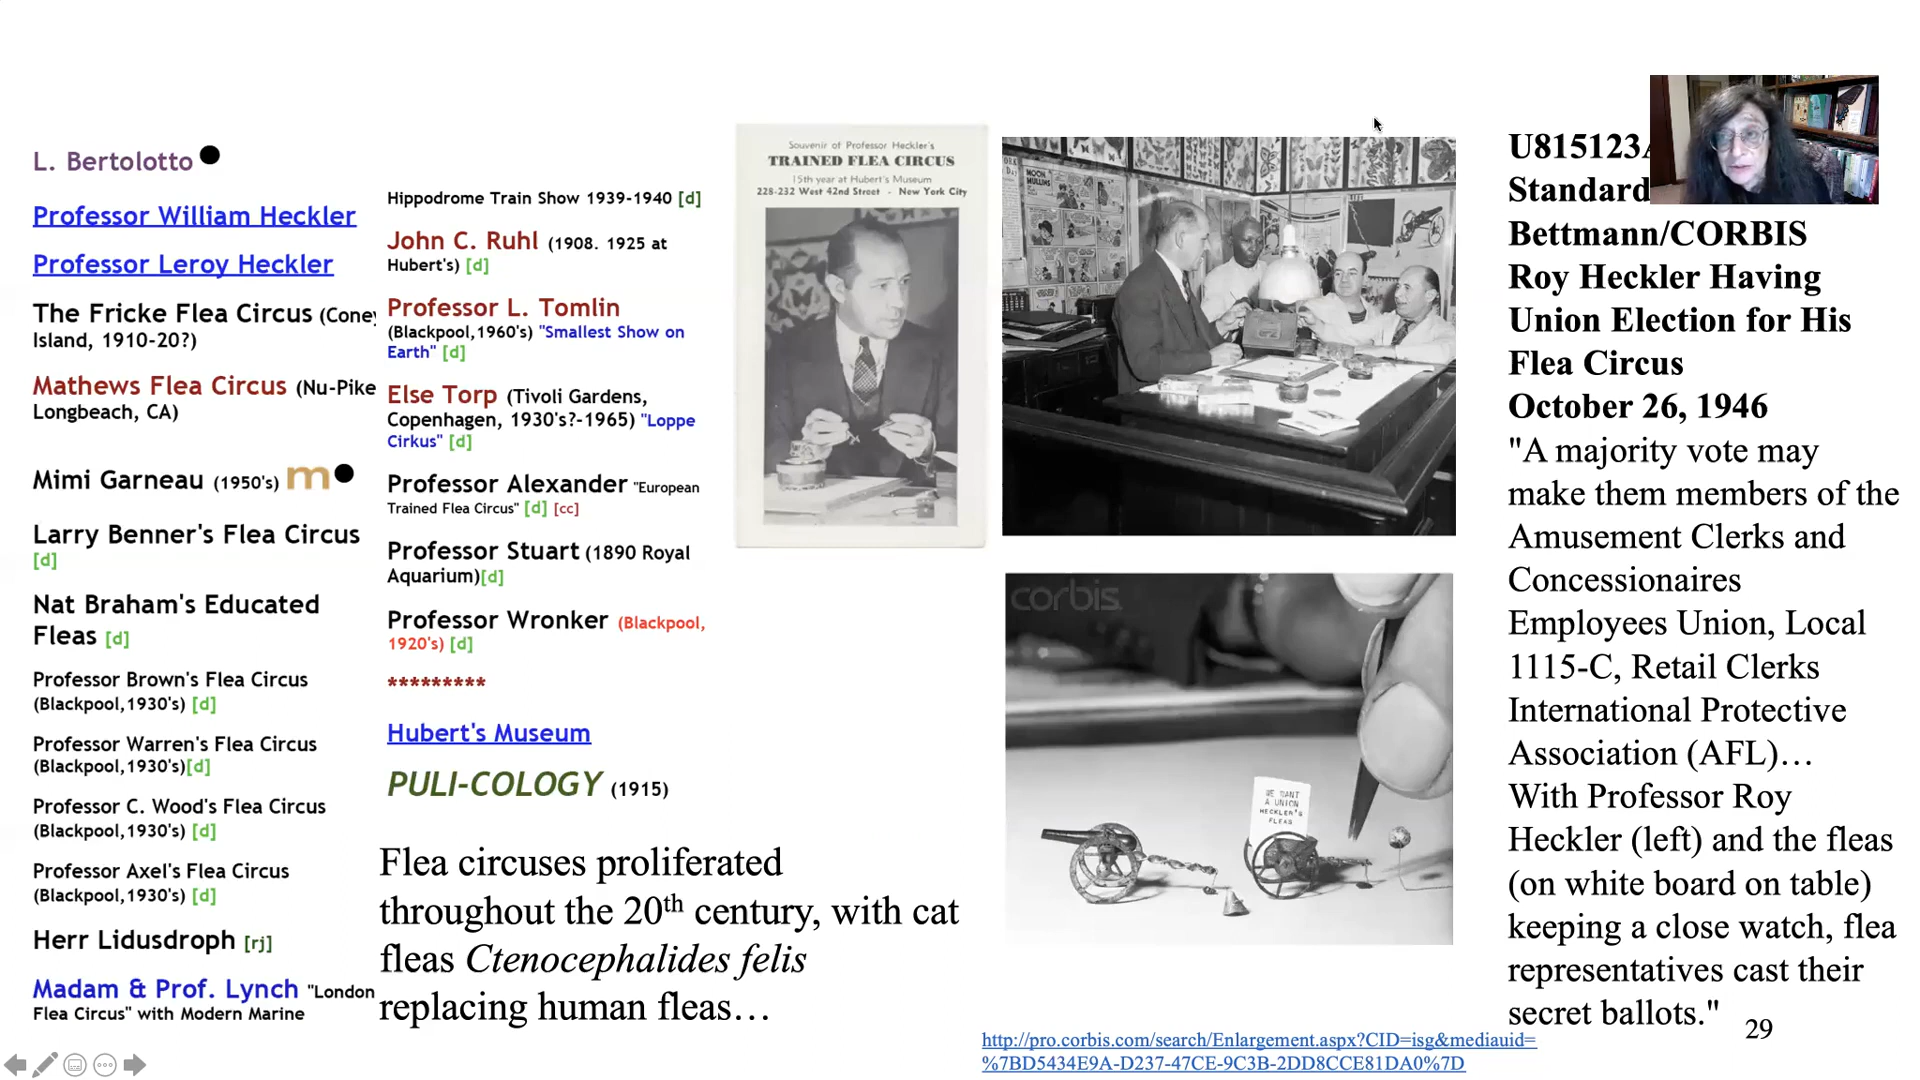 L. Bertolotto
Professor William Heckler
Professor Leroy Heckler
The Fricke Flea Circus (Coney
Island, 1910-20?)
Mathews Flea Circus (Nu-Pike
Longbeach, CA)
Mimi Garneau (1950's) m
Larry Benner's Flea Circus
[d]
Nat Braham's Educated
Fleas [d]
Professor Brown's Flea Circus
(Blackpool,1930's) [d]
Professor Warren's Flea Circus
(Blackpool,1930's)[d]
Professor C. Wood's Flea Circus
(Blackpool,1930's) [d]
Professor Axel's Flea Circus
(Blackpool,1930's) [d]
Herr Lidusdroph [rj]
Madam & Prof. Lynch "London
Flea Circus" with Modern Marine
Hippodrome Train Show 1939-1940 [d]
John C. Ruhl (1908. 1925 at
Hubert's) [d]
Professor L. Tomlin
(Blackpool,1960's) "Smallest Show on
Earth" [d]
Else Torp (Tivoli Gardens,
Copenhagen, 1930's?-1965) "Loppe
Cirkus" [d]
Professor Alexander "European
Trained Flea Circus" [d] [cc]
Professor Stuart (1890 Royal
Aquarium)[d]
Professor Wronker (Blackpool,
1920's) [d]
*********
Hubert's Museum
PULI-COLOGY (1915)
Flea circuses proliferated
throughout the 20th century, with cat
fleas Ctenocephalides felis
replacing human fleas…
Souvenir of Professor Heckler's
TRAINED FLEA CIRCUS
15th year at Hubert's Museum
228-232 West 42nd Street - New York City
MOON
MULLINS
corbis
WE WANT
A UNION
HECKLER'S
FLEAS
U815123A
Standard
Bettmann/CORBIS
Roy Heckler Having
Union Election for His
Flea Circus
October 26, 1946
"A majority vote may
make them members of the
Amusement Clerks and
Concessionaires
Employees Union, Local
1115-C, Retail Clerks
International Protective
Association (AFL)…
With Professor Roy
Heckler (left) and the fleas
(on white board on table)
keeping a close watch, flea
representatives cast their
secret ballots."
29
http://pro.corbis.com/search/Enlargement.aspx?CID=isg&mediauid=
%7BD5434E9A-D237-47CE-9C3B-2DD8CCE81DA0%7D